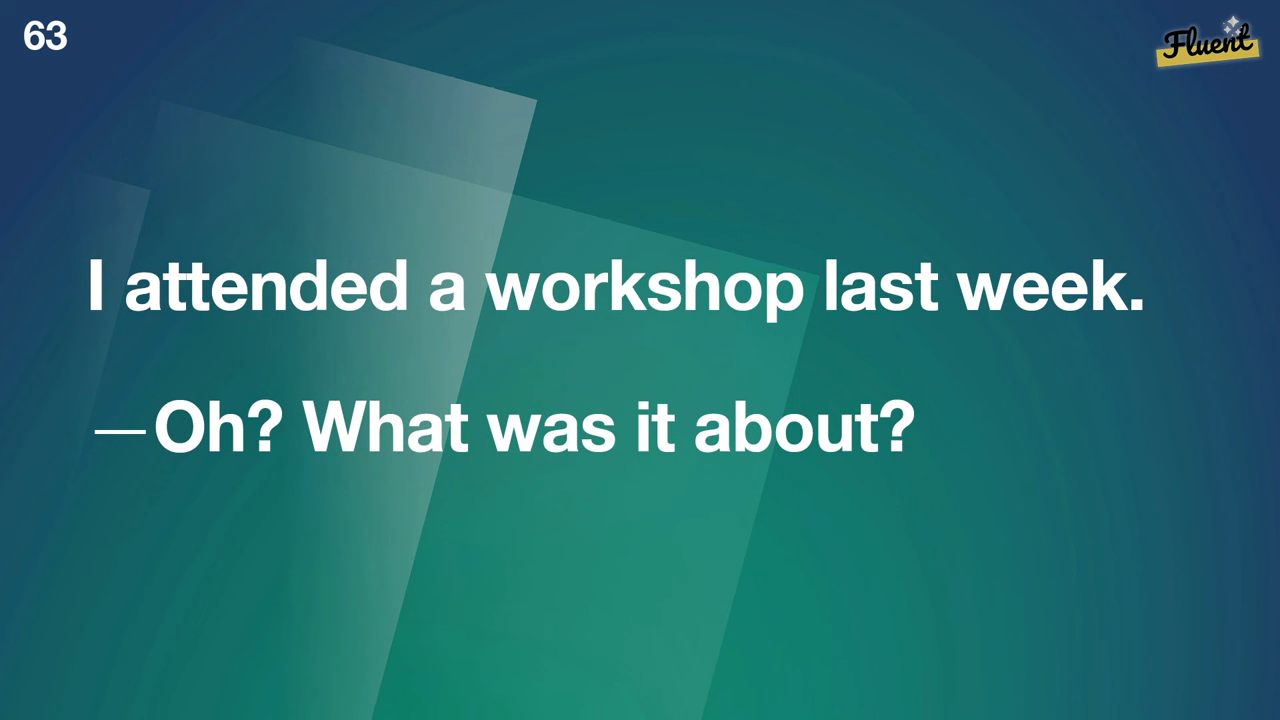 63
Fluent
I attended a workshop last week.
—Oh? What was it about?